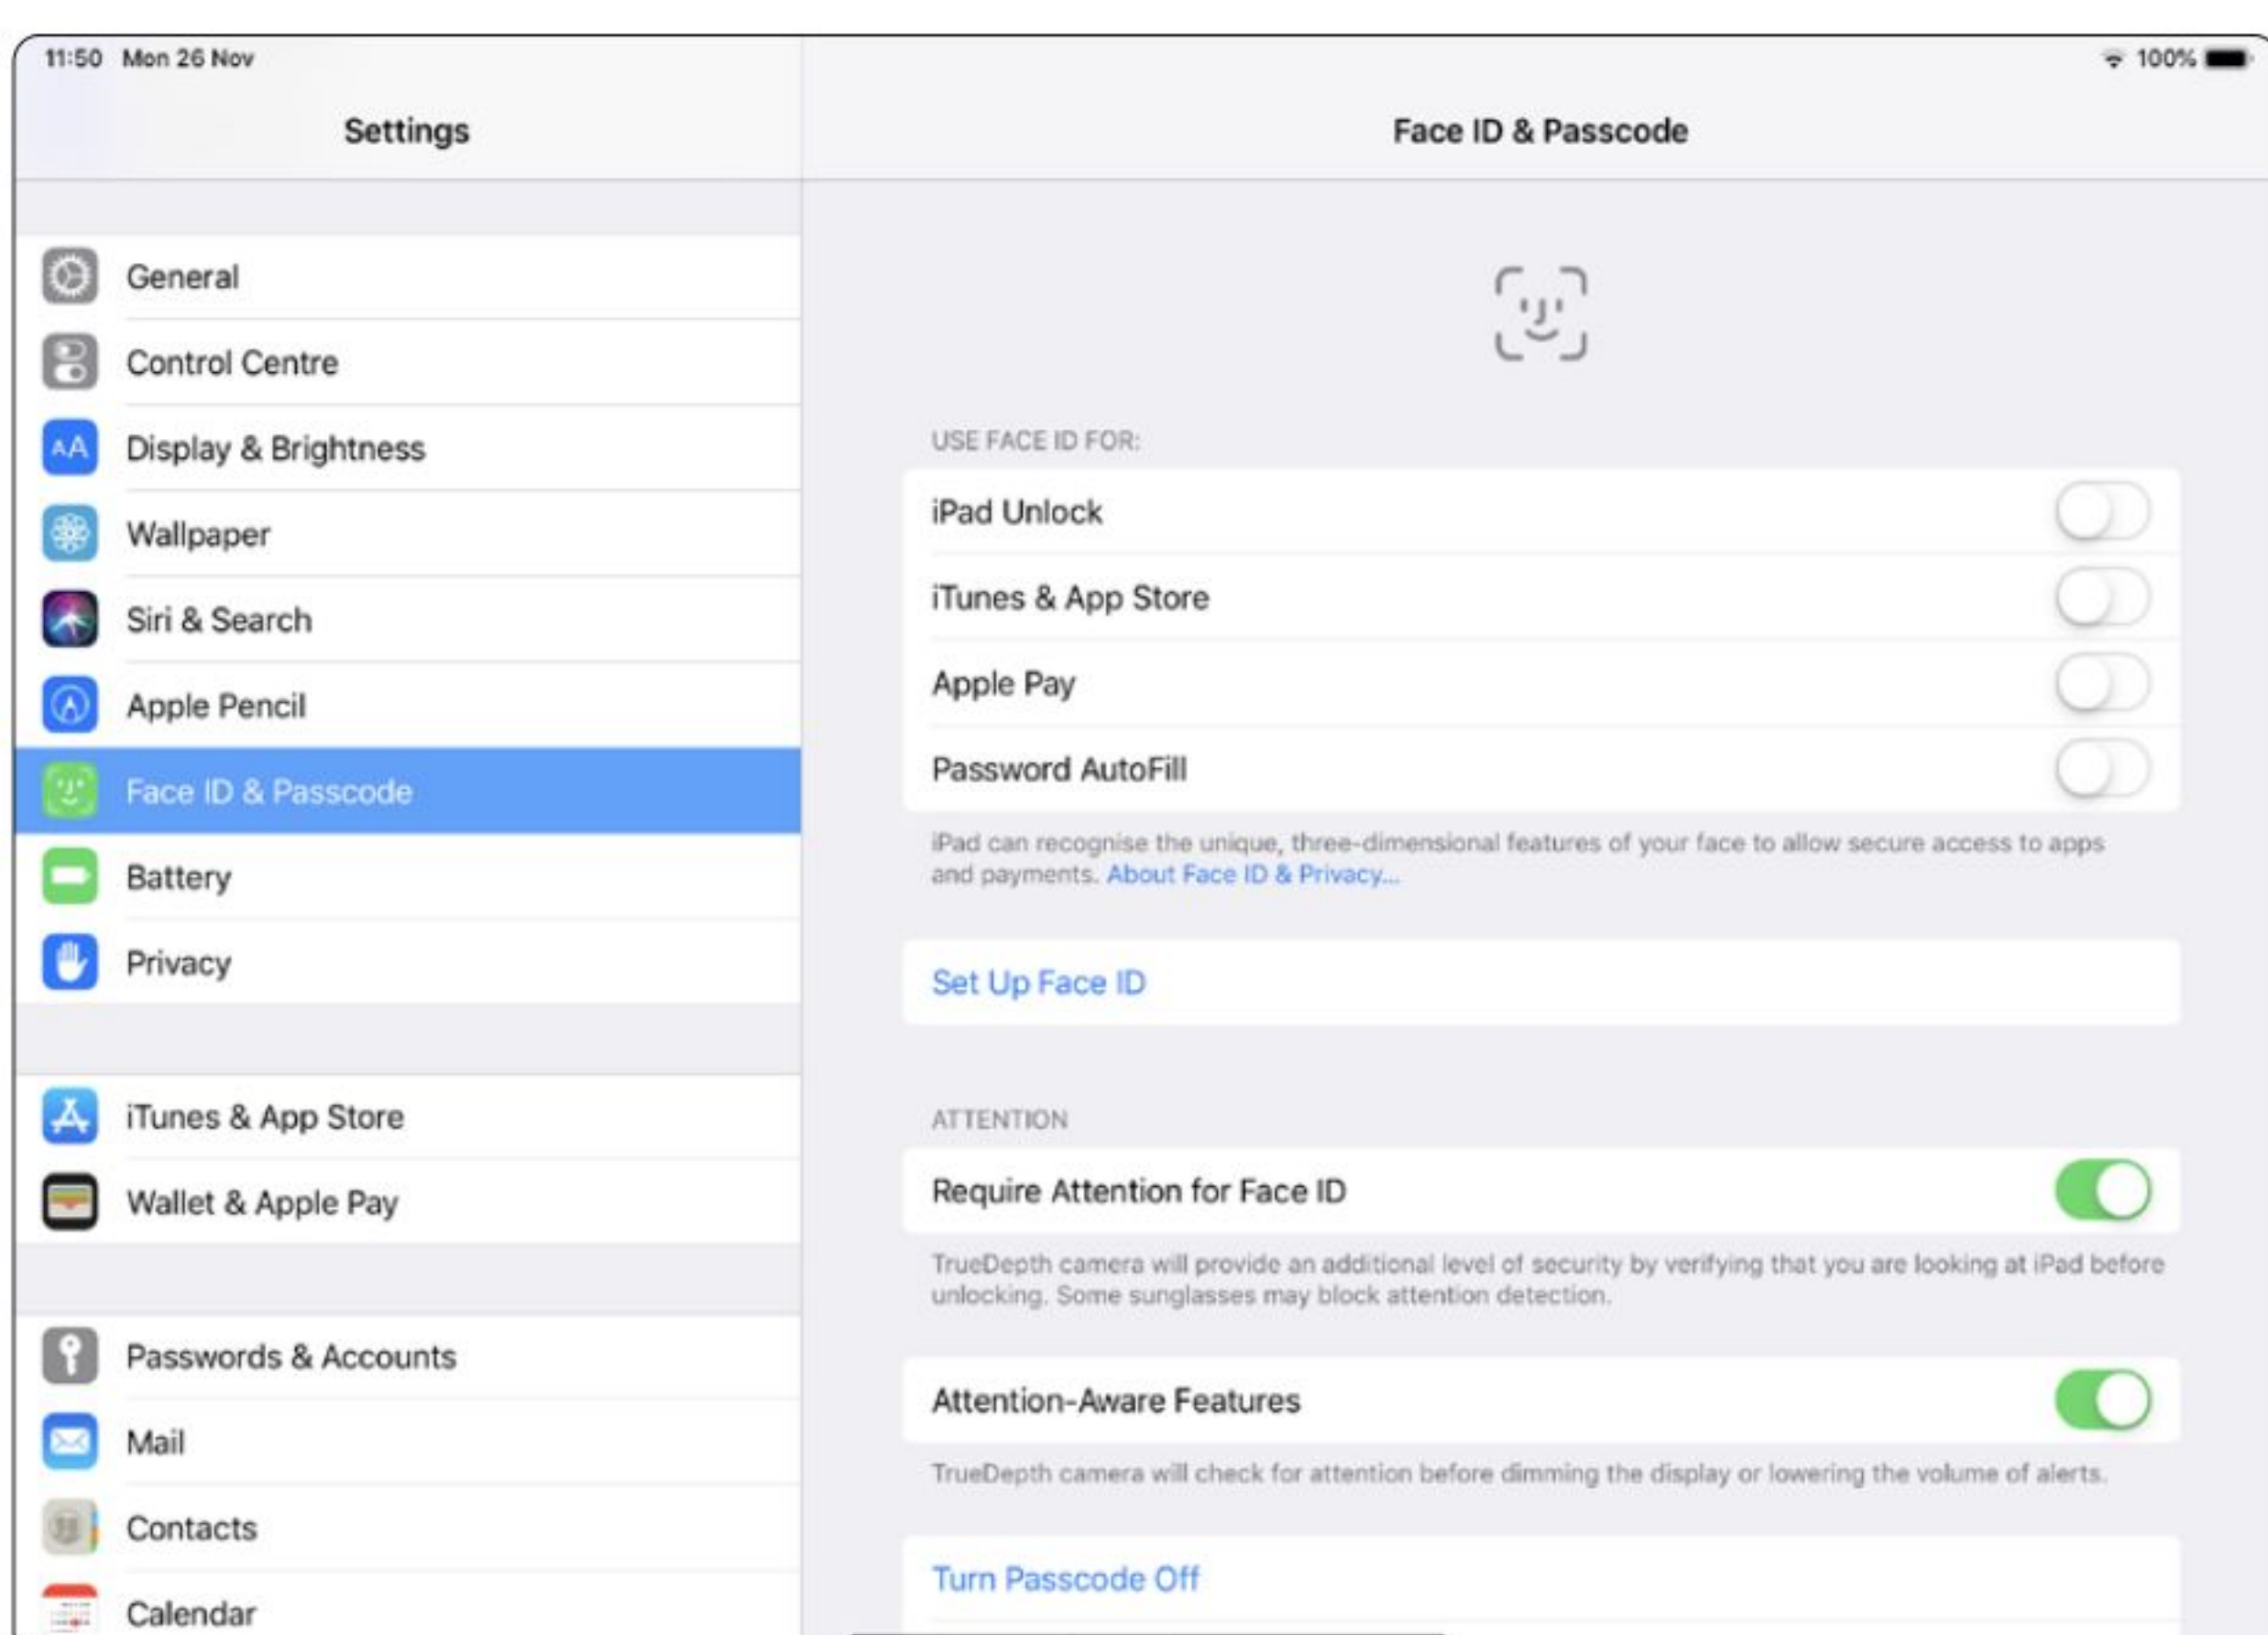 11:50 Mon 26 Nov
100%
Settings
General
Control Centre
AA
Display & Brightness
Wallpaper
Siri & Search
Apple Pencil
Face ID & Passcode
Battery
Privacy
iTunes & App Store
Wallet & Apple Pay
Passwords & Accounts
Mail
Contacts
Calendar
Face ID & Passcode
USE FACE ID FOR:
iPad Unlock
iTunes & App Store
Apple Pay
Password AutoFill
iPad can recognise the unique, three-dimensional features of your face to allow secure access to apps
and payments. About Face ID & Privacy...
Set Up Face ID
ATTENTION
Require Attention for Face ID
TrueDepth camera will provide an additional level of security by verifying that you are looking at iPad before
unlocking. Some sunglasses may block attention detection.
Attention-Aware Features
TrueDepth camera will check for attention before dimming the display or lowering the volume of alerts.
Turn Passcode Off